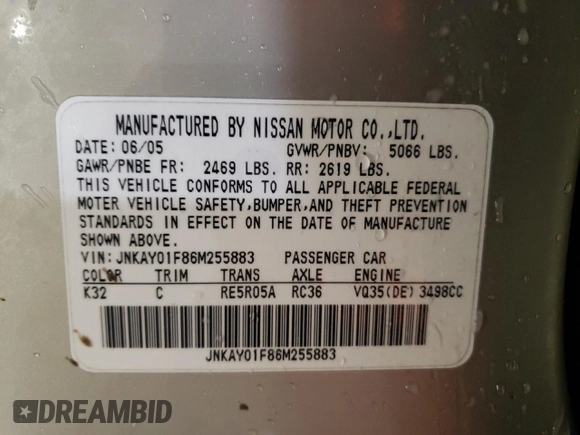 MANUFACTURED BY NISSAN MOTOR CO.,LTD.
DATE: 06/05 GVWR/PNBV: 5066 LBS.
GAWR/PNBE FR: 2469 LBS. RR: 2619 LBS.
THIS VEHICLE CONFORMS TO ALL APPLICABLE FEDERAL
MOTER VEHICLE SAFETY,BUMPER,AND THEFT PREVENTION
STANDARDS IN EFFECT ON THE DATE OF MANUFACTURE
SHOWN ABOVE.
VIN: JNKAY01F86M255883 PASSENGER CAR
COLOR TRIM TRANS AXLE ENGINE
K32 C RE5R05A RC36 VQ35(DE) 3498CC
JNKAY01F86M255883
DREAMBID